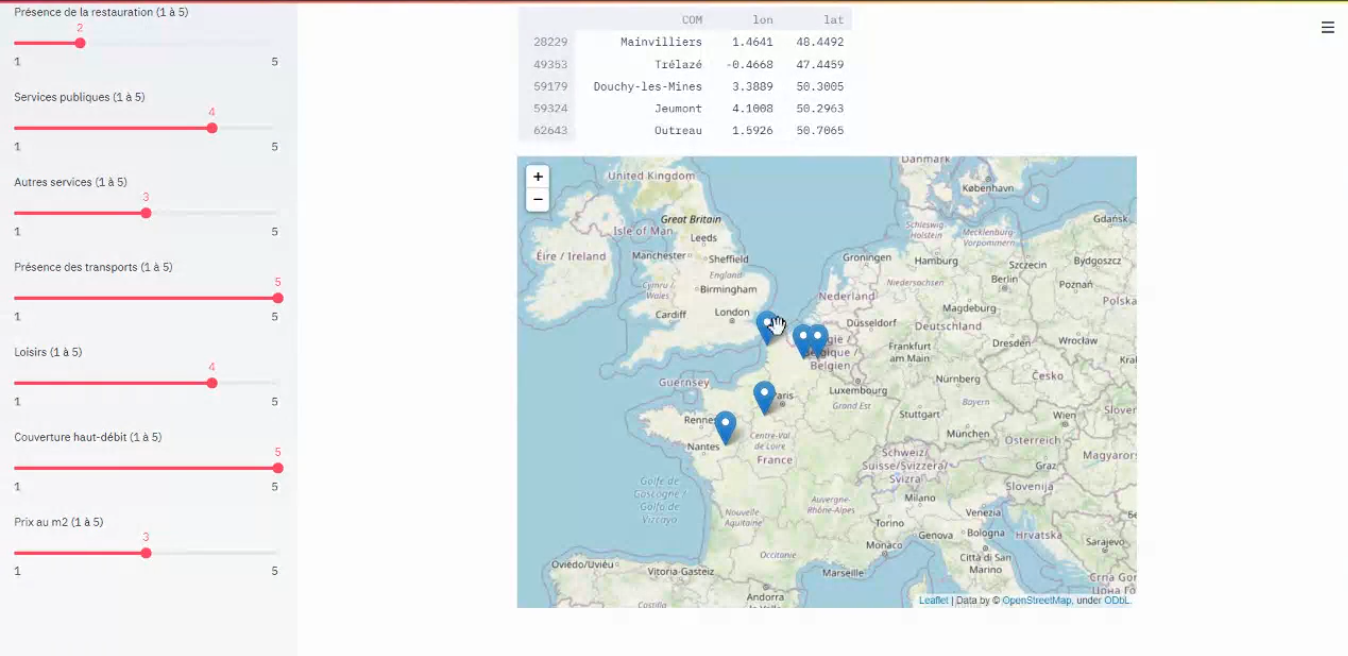 Présence de la restauration (1 à 5)
2
1 5
Services publiques (1 à 5)
4
1 5
Autres services (1 à 5)
3
1 5
Présence des transports (1 à 5)
5
1 5
Loisirs (1 à 5)
4
1 5
Couverture haut-débit (1 à 5)
5
1 5
Prix au m2 (1 à 5)
3
1 5
COM lon lat
28229 Mainvilliers 1.4641 48.4492
49353 Trélazé -0.4668 47.4459
59179 Douchy-les-Mines 3.3889 50.3005
59324 Jeumont 4.1008 50.2963
62643 Outreau 1.5926 50.7065
+
−
Danmark
United Kingdom
København
Great Britain
Gdańsk
Isle of Man
Leeds
Schleswig-
Holstein
Mecklenburg-
Vorpommern
Éire / Ireland
Manchester
Sheffield
Groningen
Hamburg
Szczecin
Bydgoszcz
England
Cymru /
Wales
Birmingham
Nederland
Niedersachsen
Berlin
Poznań
Polska
Cardiff
London
Magdeburg
Düsseldorf
Deutschland
Belgique /
Belgien
Frankfurt
am Main
Dresden
Wrocław
Guernsey
Luxembourg
Nürnberg
Česko
Grand Est
Bayern
Rennes
Stuttgart
Wien
Nantes
Centre-Val
de Loire
München
Österreich
France
Schweiz/
Suisse/Svizzera/
Svizra
Graz
Magyarors
Golfe de
Gascogne /
Golfo de
Vizcaya
Slovenija
Auvergne-
Rhône-Alpes
Milano
Nouvelle
Aquitaine
Torino
Venezia
Genova
Bologna
Hrvatska
Monaco
Sarajevo
Occitanie
Oviedo/Uviéu
Vitoria-Gasteiz
Marseille
Città di San
Marino
Andorra
la Vella
Castilla
Leaflet | Data by © OpenStreetMap, under ODbL.